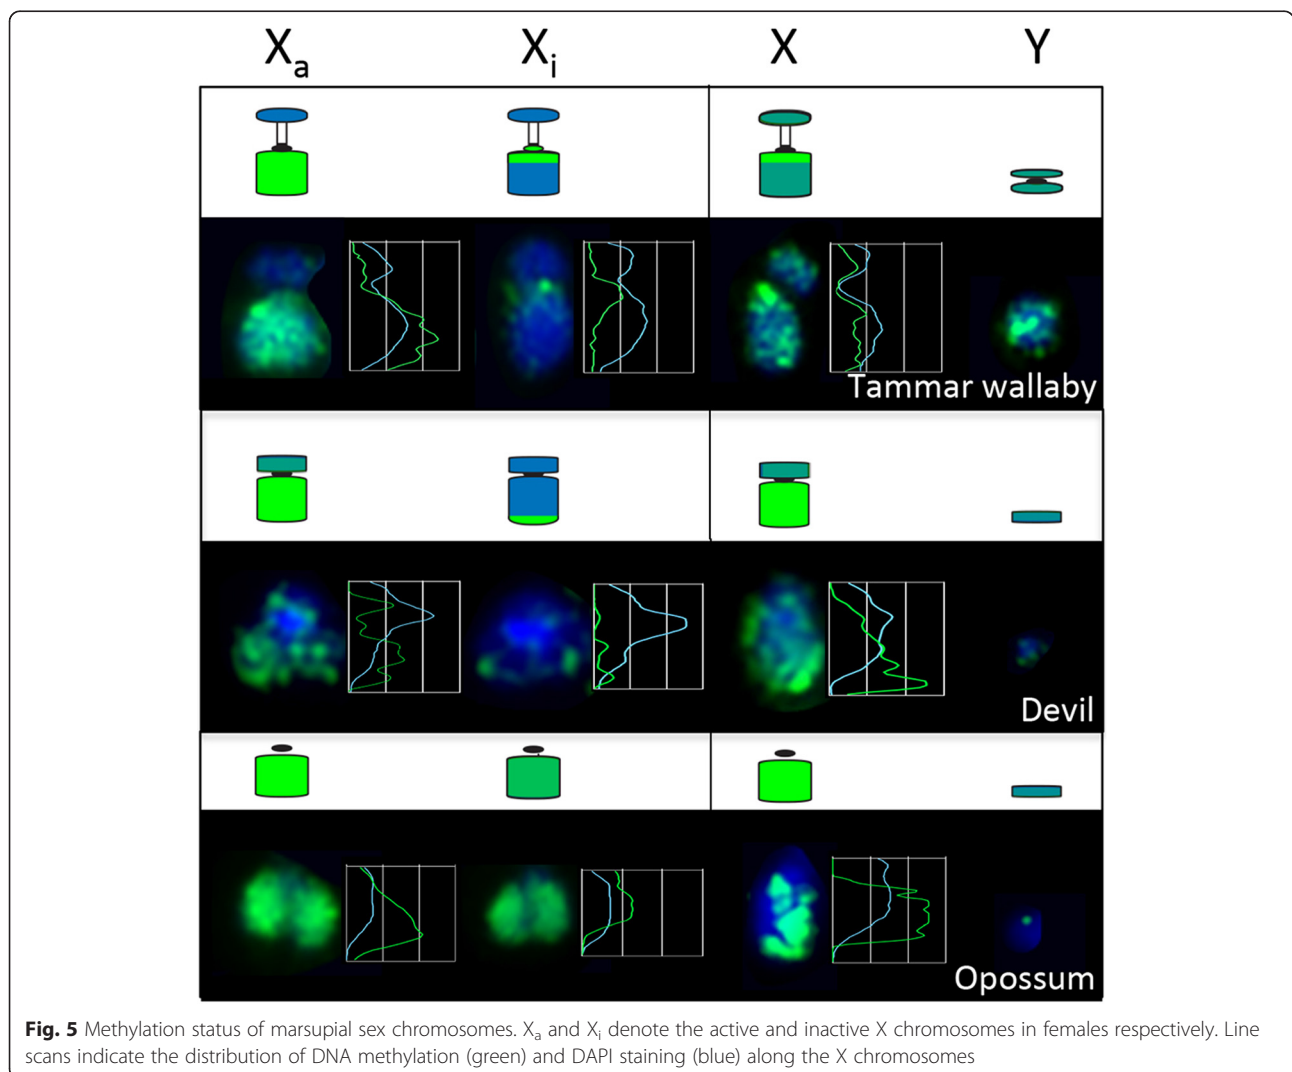 Xa Xi X Y
Tammar wallaby
Devil
Opossum
Fig. 5 Methylation status of marsupial sex chromosomes. Xa and Xi denote the active and inactive X chromosomes in females respectively. Line
scans indicate the distribution of DNA methylation (green) and DAPI staining (blue) along the X chromosomes